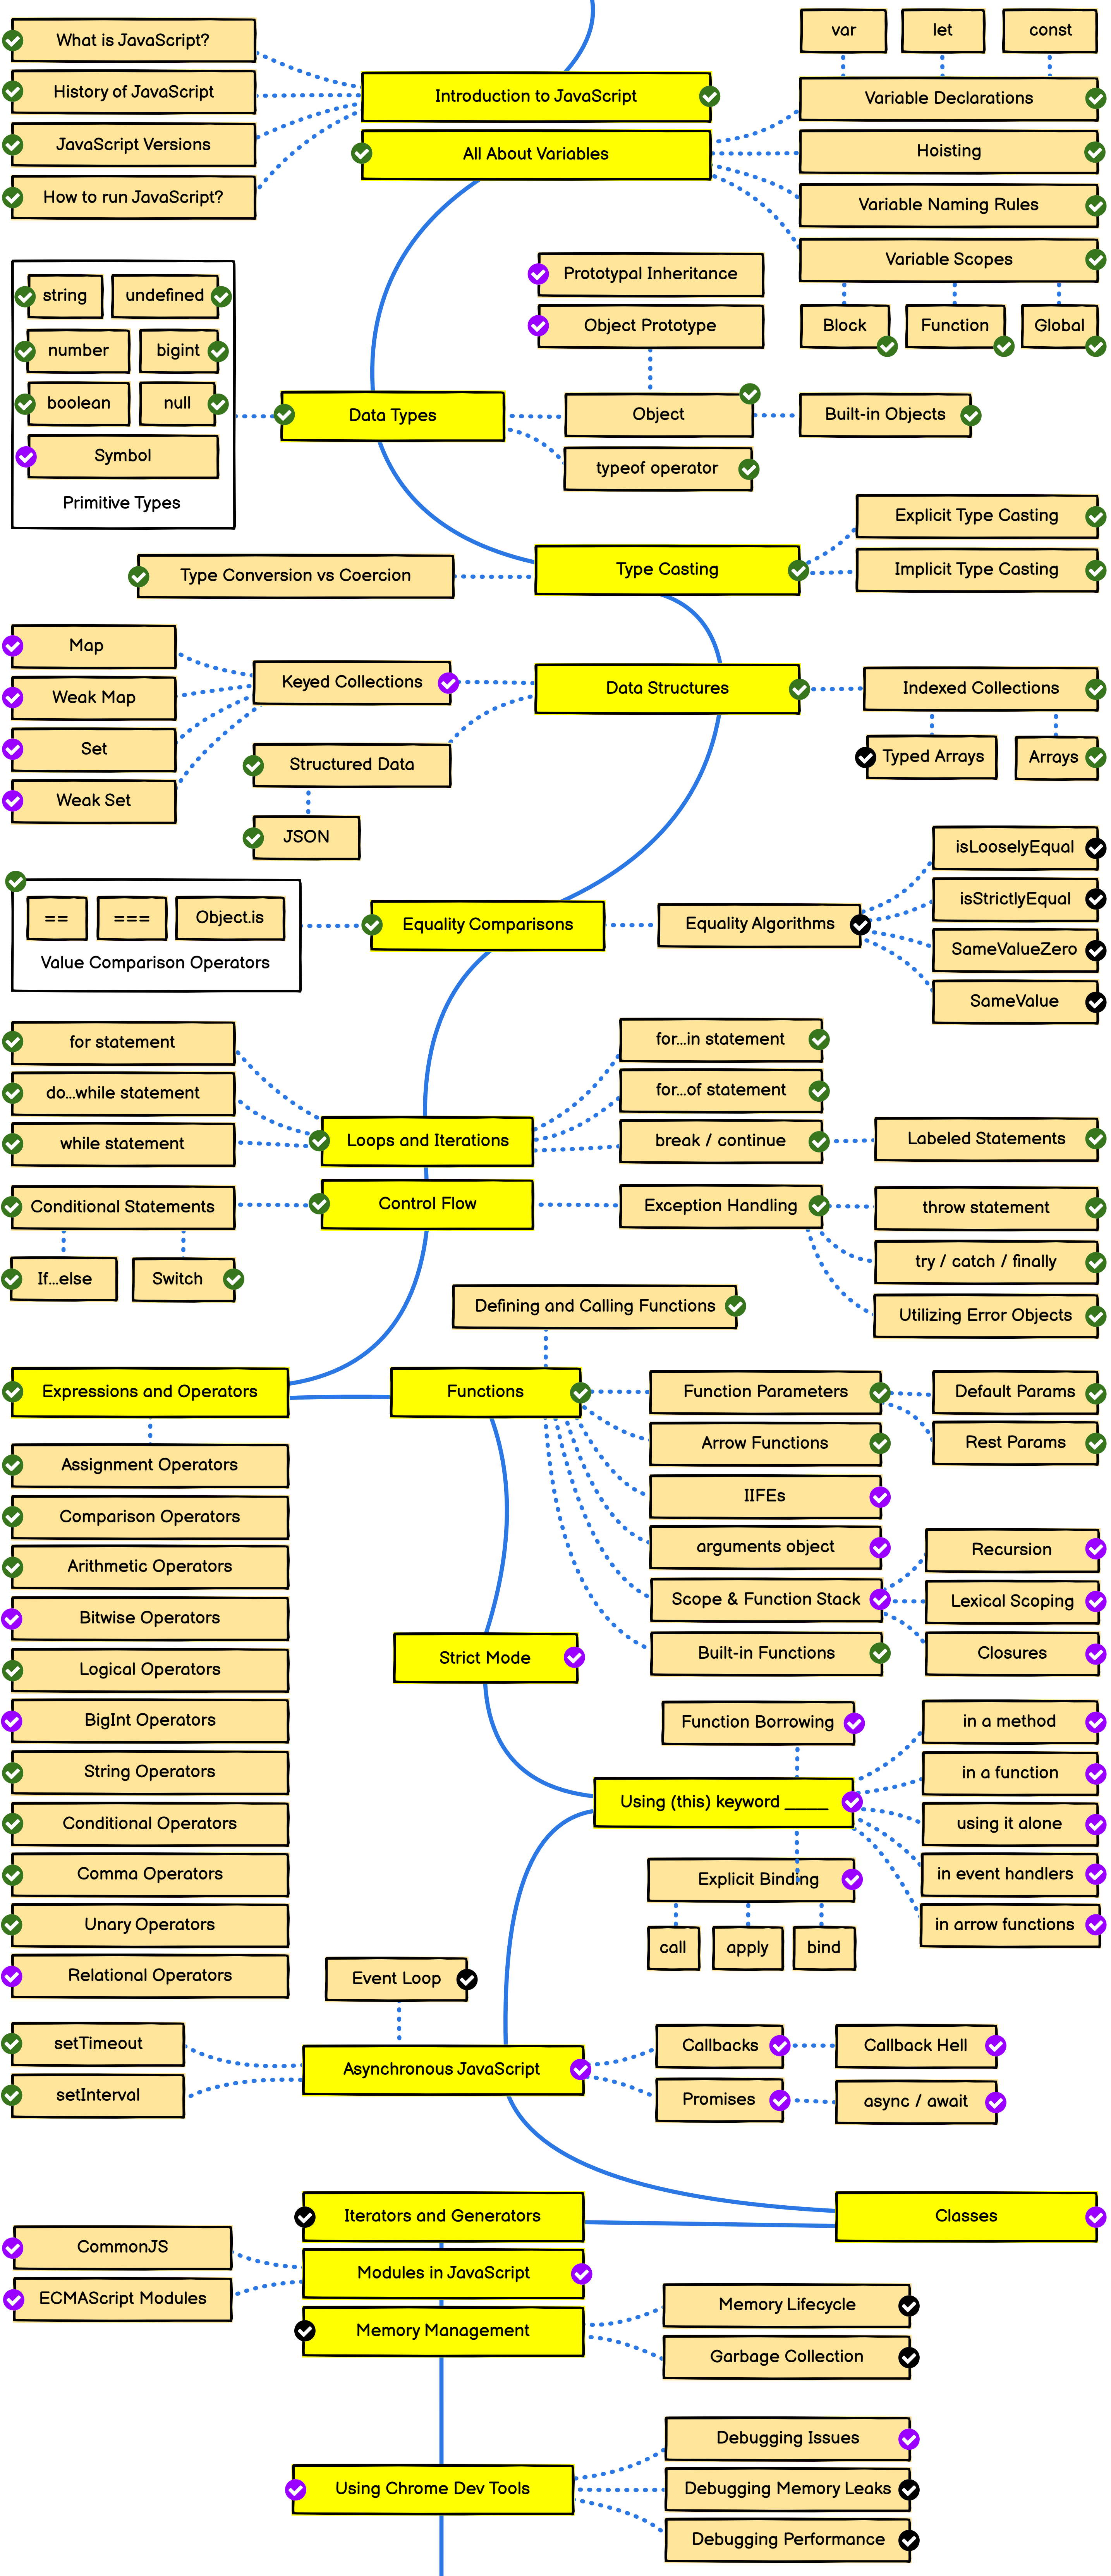 What is JavaScript?
History of JavaScript
JavaScript Versions
How to run JavaScript?
Introduction to JavaScript
All About Variables
var
let
const
Variable Declarations
Hoisting
Variable Naming Rules
Variable Scopes
Block
Function
Global
string
undefined
number
bigint
boolean
null
Symbol
Primitive Types
Data Types
Prototypal Inheritance
Object Prototype
Object
Built-in Objects
typeof operator
Type Conversion vs Coercion
Type Casting
Explicit Type Casting
Implicit Type Casting
Map
Weak Map
Set
Weak Set
Keyed Collections
Structured Data
JSON
Data Structures
Indexed Collections
Typed Arrays
Arrays
==
===
Object.is
Value Comparison Operators
Equality Comparisons
Equality Algorithms
isLooselyEqual
isStrictlyEqual
SameValueZero
SameValue
for statement
do...while statement
while statement
Loops and Iterations
for...in statement
for...of statement
break / continue
Labeled Statements
Conditional Statements
If...else
Switch
Control Flow
Exception Handling
throw statement
try / catch / finally
Utilizing Error Objects
Defining and Calling Functions
Expressions and Operators
Functions
Function Parameters
Default Params
Rest Params
Arrow Functions
IIFEs
arguments object
Scope & Function Stack
Recursion
Lexical Scoping
Closures
Built-in Functions
Assignment Operators
Comparison Operators
Arithmetic Operators
Bitwise Operators
Logical Operators
BigInt Operators
String Operators
Conditional Operators
Comma Operators
Unary Operators
Relational Operators
Strict Mode
Function Borrowing
Using (this) keyword _____
in a method
in a function
using it alone
in event handlers
in arrow functions
Explicit Binding
call
apply
bind
Event Loop
setTimeout
setInterval
Asynchronous JavaScript
Callbacks
Callback Hell
Promises
async / await
Iterators and Generators
Classes
CommonJS
ECMAScript Modules
Modules in JavaScript
Memory Management
Memory Lifecycle
Garbage Collection
Using Chrome Dev Tools
Debugging Issues
Debugging Memory Leaks
Debugging Performance